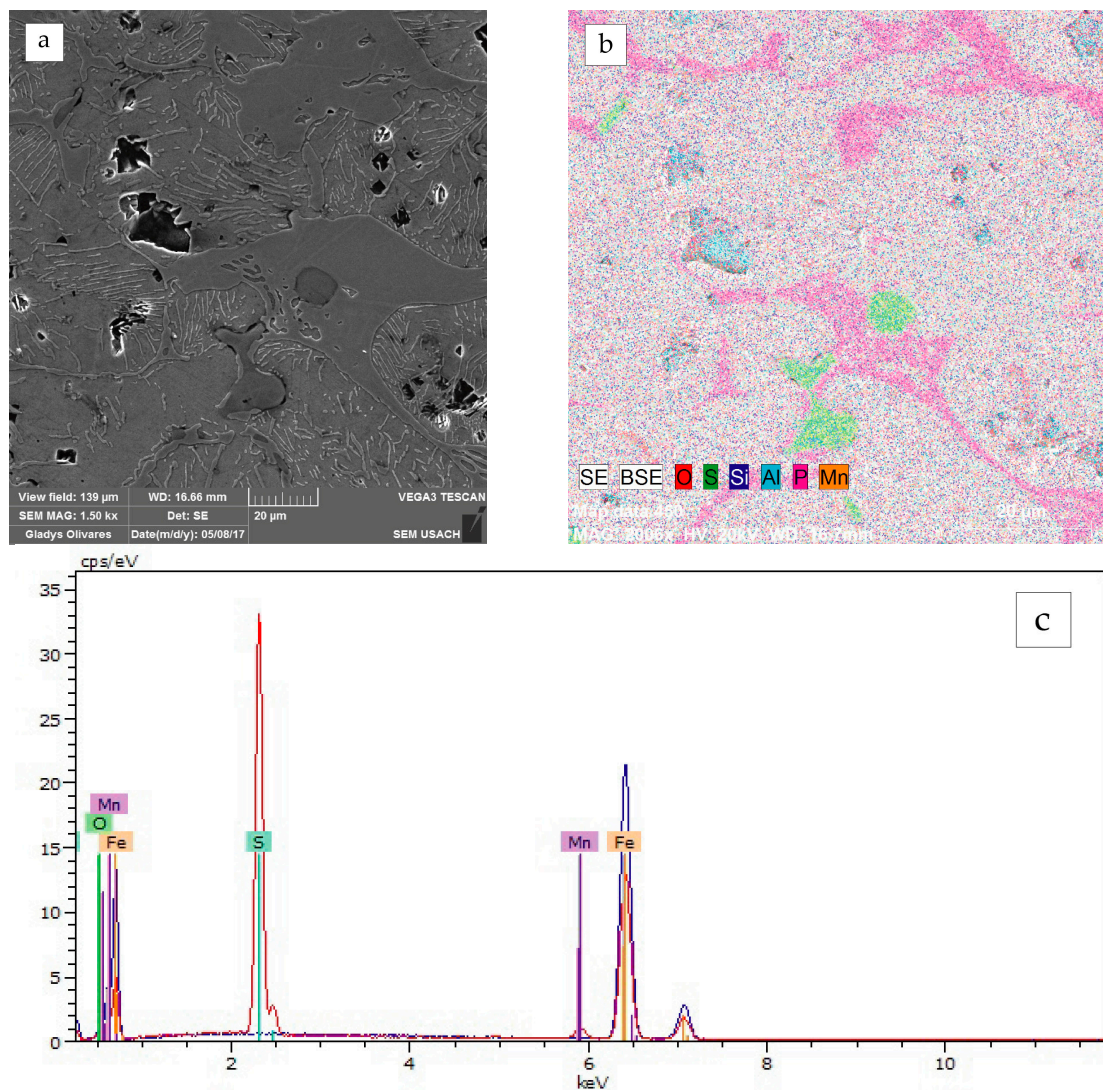 a
View field: 139 µm
WD: 16.66 mm
VEGA3 TESCAN
SEM MAG: 1.50 kx
Det: SE
20 µm
Gladys Olivares
Date(m/d/y): 05/08/17
SEM USACH
b
SE BSE O S Si Al P Mn
20 µm
c
cps/eV
35
30
25
20
15
10
5
0
Mn
O
Fe
S
Mn
Fe
2
4
6
8
10
keV